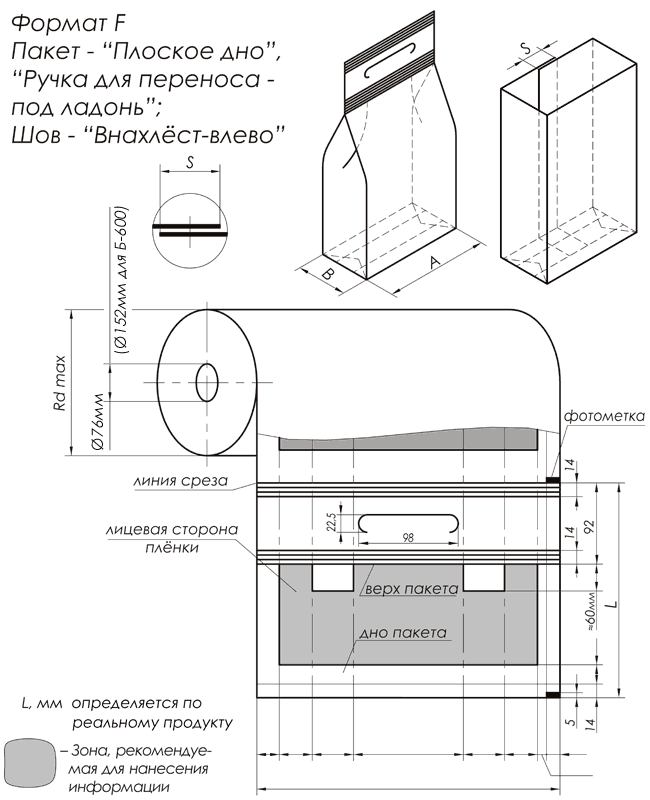 Формат F
Пакет - “Плоское дно”,
“Ручка для переноса -
под ладонь”;
Шов - “Внахлёст-влево”
S
S
B
A
(Ø152мм для Б-600)
Rd max
Ø76мм
фотометка
линия среза
14
22.5
98
14
92
лицевая сторона
плёнки
верх пакета
≈60мм
L
дно пакета
5
14
L, мм определяется по
реальному продукту
– Зона, рекомендуе-
мая для нанесения
информации